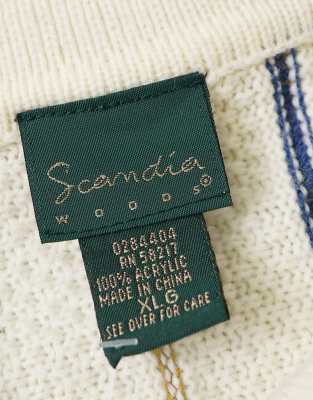 Scandia®
WOODS
0284404
RN 58217
100% ACRYLIC
MADE IN CHINA
XLG
SEE OVER FOR CARE